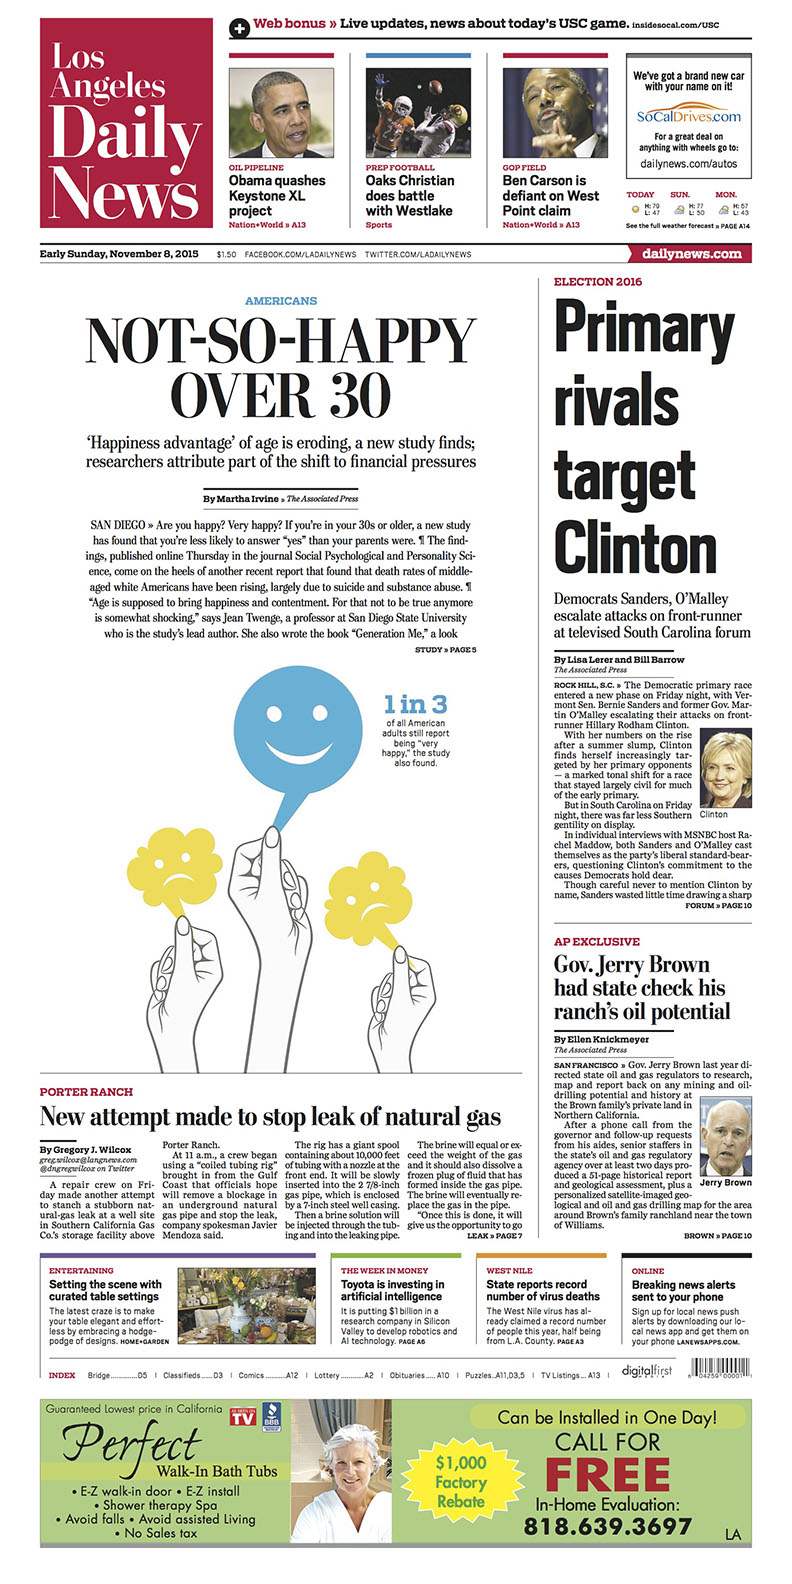 Los
Angeles
Daily
News
Web bonus » Live updates, news about today's USC game. insidesocal.com/USC
OIL PIPELINE
Obama quashes
Keystone XL
project
Nation+World » A13
PREP FOOTBALL
Oaks Christian
does battle
with Westlake
Sports
GOP FIELD
Ben Carson is
defiant on West
Point claim
Nation+World » A13
We've got a brand new car
with your name on it!
SoCalDrives.com
For a great deal on
anything with wheels go to:
dailynews.com/autos
TODAY SUN. MON.
H: 79 H: 77 H: 67
L: 47 L: 50 L: 43
See the full weather forecast » PAGE A14
Early Sunday, November 8, 2015 $1.50 FACEBOOK.COM/LADAILYNEWS TWITTER.COM/LADAILYNEWS dailynews.com
AMERICANS
NOT-SO-HAPPY
OVER 30
'Happiness advantage' of age is eroding, a new study finds;
researchers attribute part of the shift to financial pressures
By Martha Irvine » The Associated Press
SAN DIEGO » Are you happy? Very happy? If you're in your 30s or older, a new study
has found that you're less likely to answer "yes" than your parents were. ¶ The find-
ings, published online Thursday in the journal Social Psychological and Personality Sci-
ence, come on the heels of another recent report that found that death rates of middle-
aged white Americans have been rising, largely due to suicide and substance abuse. ¶
"Age is supposed to bring happiness and contentment. For that not to be true anymore
is somewhat shocking," says Jean Twenge, a professor at San Diego State University
who is the study's lead author. She also wrote the book "Generation Me," a look
STUDY » PAGE 5
1 in 3
of all American
adults still report
being "very
happy," the study
also found.
ELECTION 2016
Primary
rivals
target
Clinton
Democrats Sanders, O'Malley
escalate attacks on front-runner
at televised South Carolina forum
By Lisa Lerer and Bill Barrow
The Associated Press
ROCK HILL, S.C. » The Democratic primary race
entered a new phase on Friday night, with Ver-
mont Sen. Bernie Sanders and former Gov. Mar-
tin O'Malley escalating their attacks on front-
runner Hillary Rodham Clinton.
With her numbers on the rise
after a summer slump, Clinton
finds herself increasingly tar-
geted by her primary opponents
— a marked tonal shift for a race
that stayed largely civil for much
of the early primary.
But in South Carolina on Friday
night, there was far less Southern
gentility on display.
Clinton
In individual interviews with MSNBC host Ra-
chel Maddow, both Sanders and O'Malley cast
themselves as the party's liberal standard-bear-
ers, questioning Clinton's commitment to the
causes Democrats hold dear.
Though careful never to mention Clinton by
name, Sanders wasted little time drawing a sharp
FORUM » PAGE 10
AP EXCLUSIVE
Gov. Jerry Brown
had state check his
ranch's oil potential
By Ellen Knickmeyer
The Associated Press
SAN FRANCISCO » Gov. Jerry Brown last year di-
rected state oil and gas regulators to research,
map and report back on any mining and oil-
drilling potential and history at
the Brown family's private land in
Northern California.
After a phone call from the
governor and follow-up requests
from his aides, senior staffers in
the state's oil and gas regulatory
agency over at least two days pro-
duced a 51-page historical report
and geological assessment, plus a
personalized satellite-imaged geo-
logical and oil and gas drilling map for the area
around Brown's family ranchland near the town
of Williams.
Jerry Brown
BROWN » PAGE 10
PORTER RANCH
New attempt made to stop leak of natural gas
By Gregory J. Wilcox
greg.wilcox@langnews.com
@dngregwilcox on Twitter
A repair crew on Fri-
day made another attempt
to stanch a stubborn nat-
ural-gas leak at a well site
in Southern California Gas
Co.'s storage facility above
Porter Ranch.
At 11 a.m., a crew began
using a "coiled tubing rig"
brought in from the Gulf
Coast that officials hope
will remove a blockage in
an underground natural
gas pipe and stop the leak,
company spokesman Javier
Mendoza said.
The rig has a giant spool
containing about 10,000 feet
of tubing with a nozzle at the
front end. It will be slowly
inserted into the 2 7/8-inch
gas pipe, which is enclosed
by a 7-inch steel well casing.
Then a brine solution will
be injected through the tub-
ing and into the leaking pipe.
The brine will equal or ex-
ceed the weight of the gas
and it should also dissolve a
frozen plug of fluid that has
formed inside the gas pipe.
The brine will eventually re-
place the gas in the pipe.
"Once this is done, it will
give us the opportunity to go
LEAK » PAGE 7
ENTERTAINING
Setting the scene with
curated table settings
The latest craze is to make
your table elegant and effort-
less by embracing a hodge-
podge of designs. HOME+GARDEN
THE WEEK IN MONEY
Toyota is investing in
artificial intelligence
It is putting $1 billion in a
research company in Silicon
Valley to develop robotics and
AI technology. PAGE A6
WEST NILE
State reports record
number of virus deaths
The West Nile virus has al-
ready claimed a record number
of people this year, half being
from L.A. County. PAGE A3
ONLINE
Breaking news alerts
sent to your phone
Sign up for local news push
alerts by downloading our lo-
cal news app and get them on
your phone LANEWSAPPS.COM.
INDEX Bridge............D5 | Classifieds......D3 | Comics..........A12 | Lottery............A2 | Obituaries......A10 | Puzzles..A11,D3,5 | TV Listings... A13 | digitalfirst
MEDIA
Guaranteed Lowest price in California
AS SEEN ON
TV
BBB
Perfect
Walk-In Bath Tubs
• E-Z walk-in door • E-Z install
• Shower therapy Spa
• Avoid falls • Avoid assisted Living
• No Sales tax
$1,000
Factory
Rebate
Can be Installed in One Day!
CALL FOR
FREE
In-Home Evaluation:
818.639.3697
LA